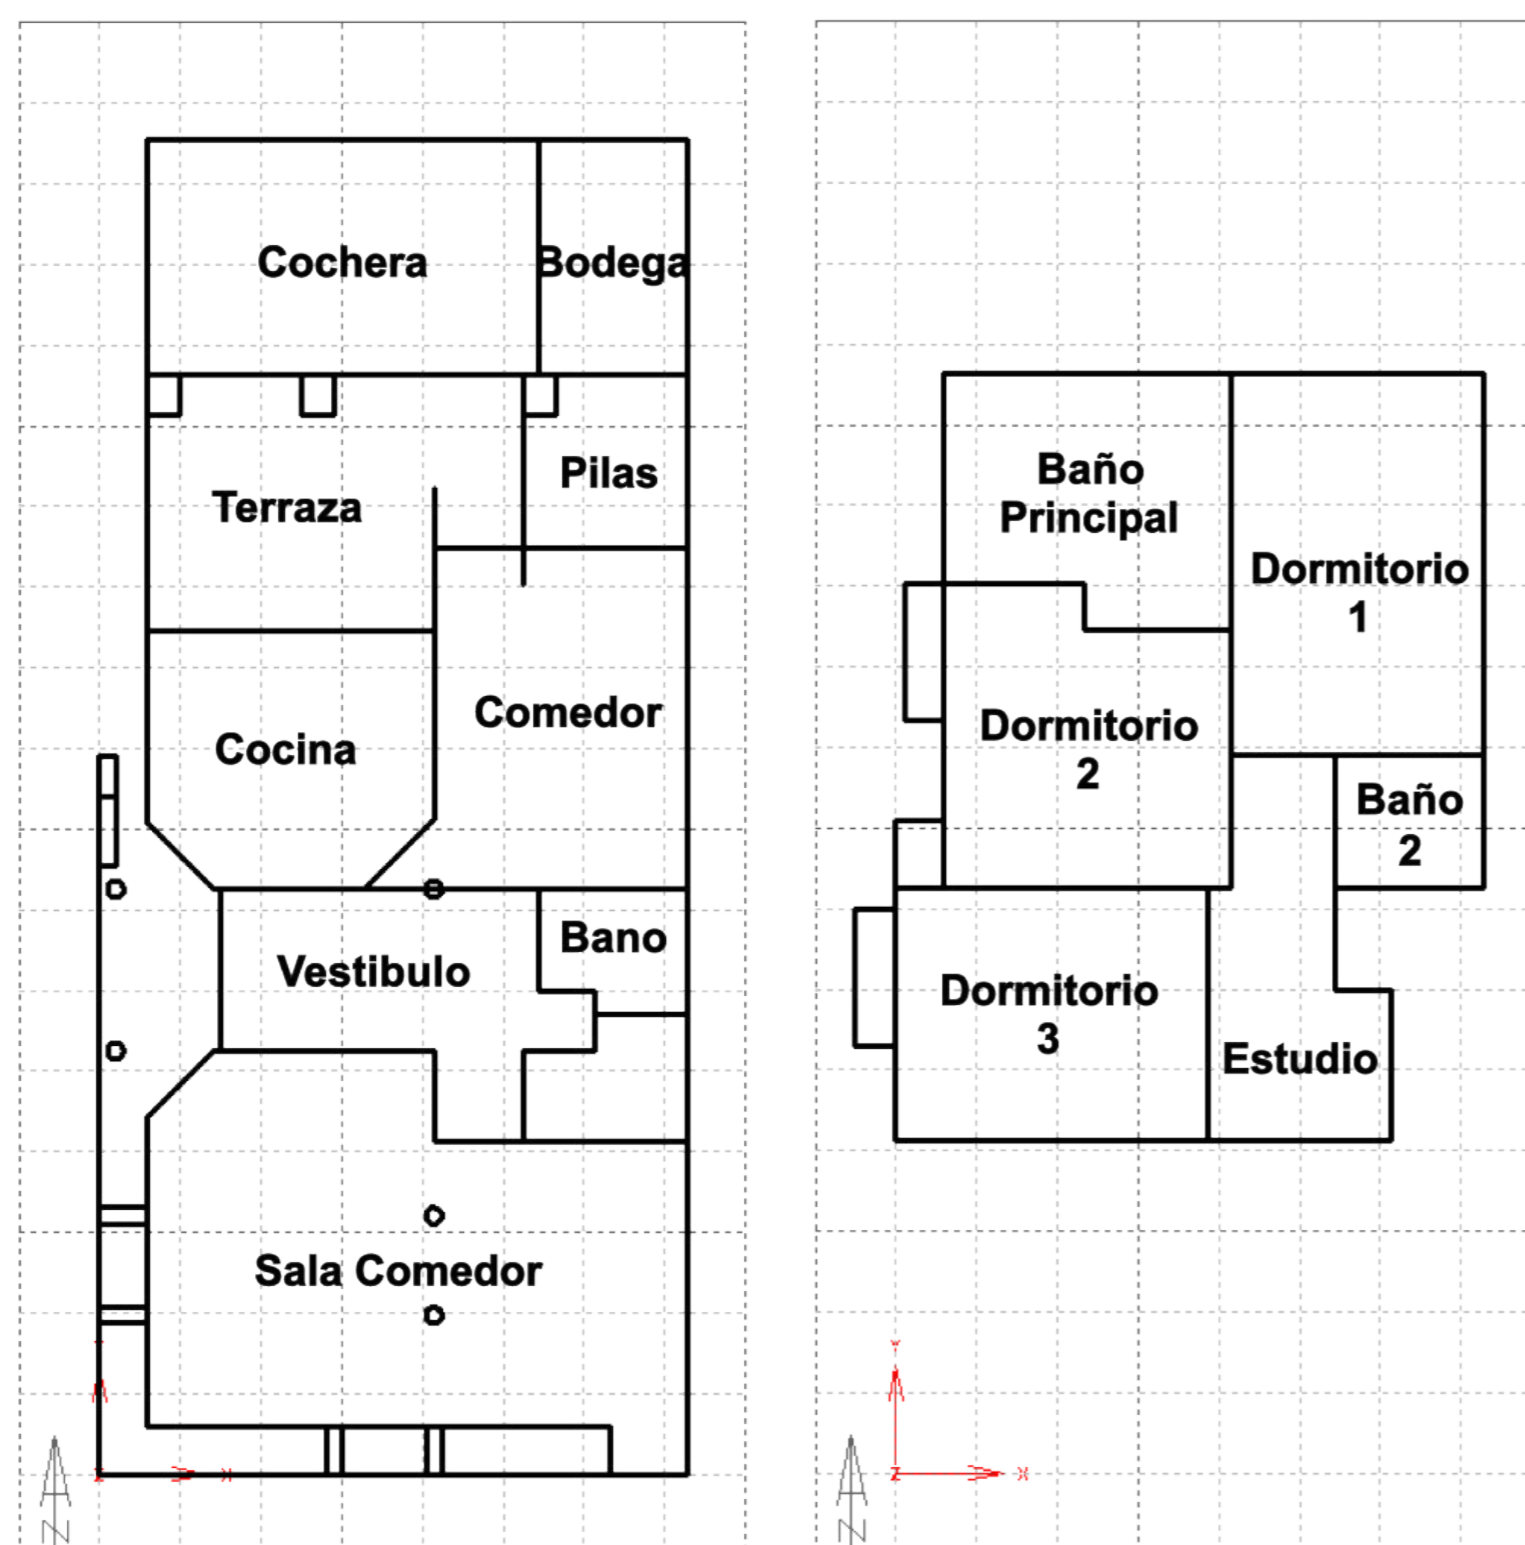 Cochera
Bodega
Terraza
Pilas
Cocina
Comedor
Vestibulo
Bano
Sala Comedor
Y
Z
X
N
Baño
Principal
Dormitorio
1
Dormitorio
2
Baño
2
Dormitorio
3
Estudio
Y
Z
X
N